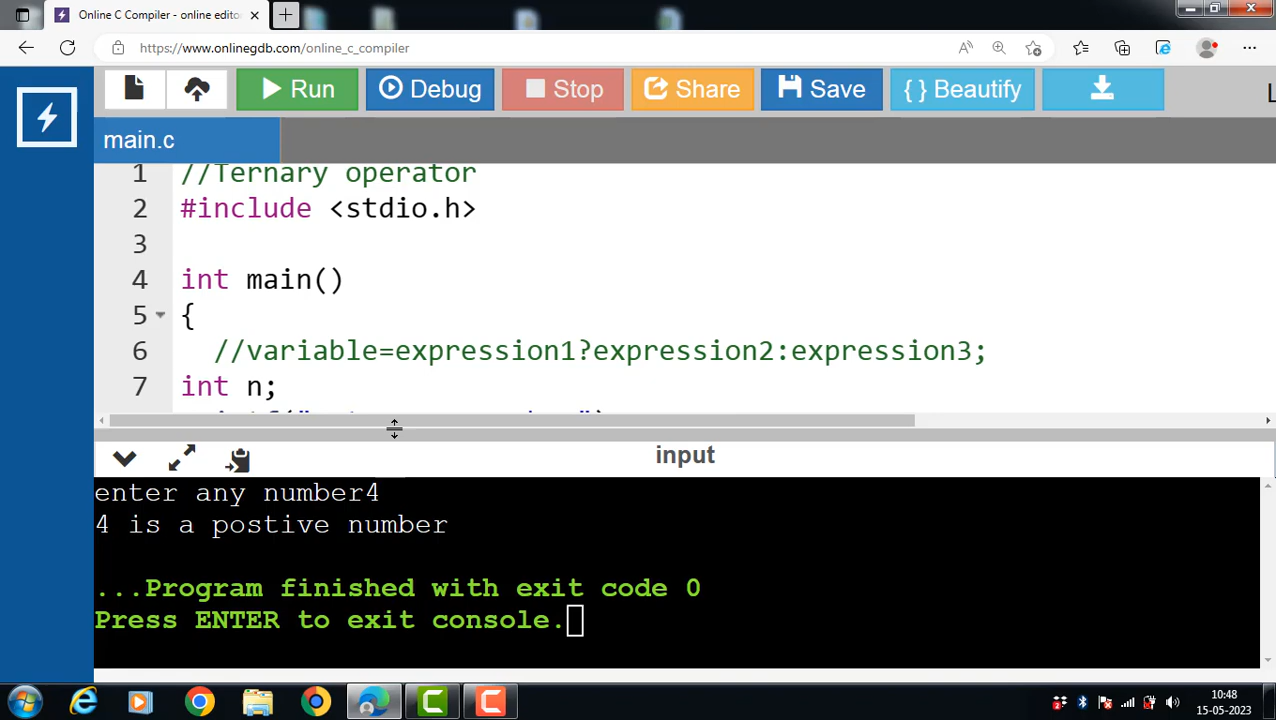 Online C Compiler - online edito
https://www.onlinegdb.com/online_c_compiler
Run
Debug
Stop
Share
Save
{ } Beautify
main.c
1 //Ternary operator
2 #include <stdio.h>
3
4 int main()
5 {
6 //variable=expression1?expression2:expression3;
7 int n;
input
enter any number4
4 is a postive number
...Program finished with exit code 0
Press ENTER to exit console.
10:48
15-05-2023